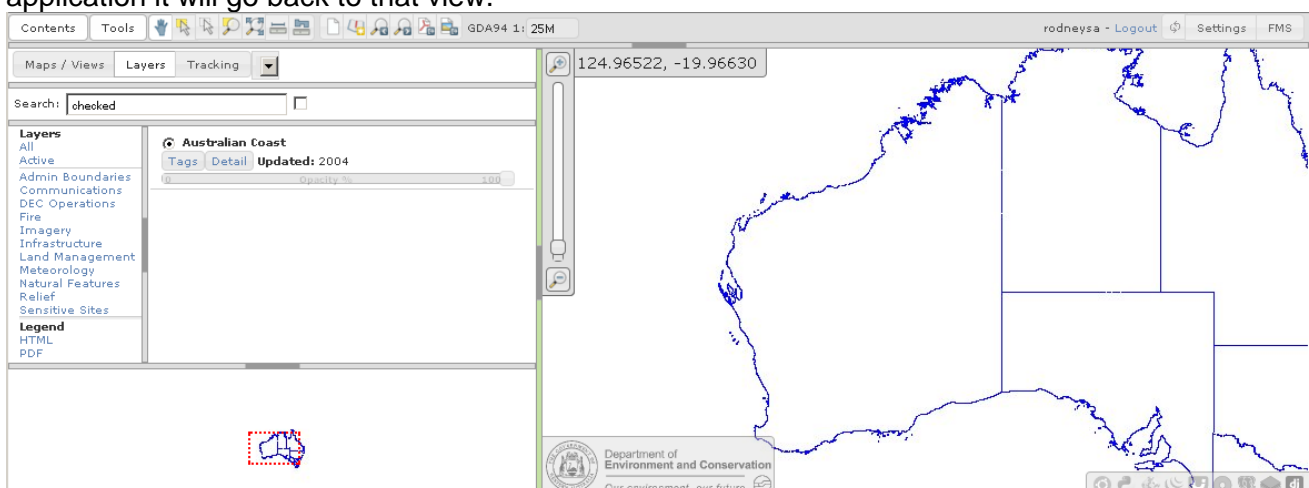 application it will go back to that view.
Contents Tools GDA94 1: 25M rodneysa - Logout Settings FMS
Maps / Views Layers Tracking
124.96522, -19.96630
Search: checked
Layers
All
Active
Admin Boundaries
Communications
DEC Operations
Fire
Imagery
Infrastructure
Land Management
Meteorology
Natural Features
Relief
Sensitive Sites
Legend
HTML
PDF
Australian Coast
Tags Detail Updated: 2004
0 Opacity % 100
Department of
Environment and Conservation
Our environment, our future